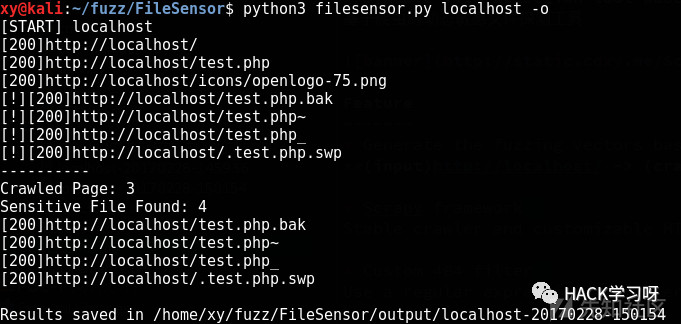 xy@kali:~/fuzz/FileSensor$ python3 filesensor.py localhost -o
[START] localhost
[200]http://localhost/
[200]http://localhost/test.php
[200]http://localhost/icons/openlogo-75.png
[!][200]http://localhost/test.php.bak
[!][200]http://localhost/test.php~
[!][200]http://localhost/test.php_
[!][200]http://localhost/.test.php.swp
----------
Crawled Page: 3
Sensitive File Found: 4
[200]http://localhost/test.php.bak
[200]http://localhost/test.php~
[200]http://localhost/test.php_
[200]http://localhost/.test.php.swp
HACK学习呀
Results saved in /home/xy/fuzz/FileSensor/output/localhost-20170228-150154